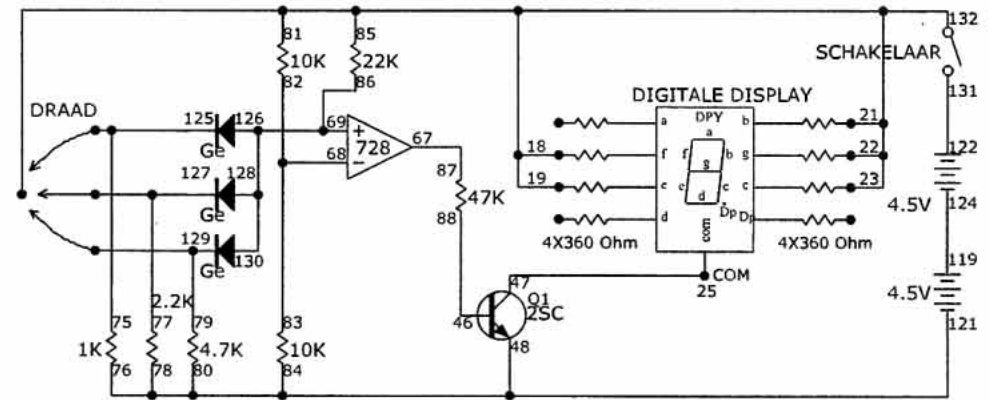 81 85 132
10K 22K SCHAKELAAR
82 86 131
DRAAD DIGITALE DISPLAY
125 126 69 + a DPY b 21
Ge 728 67 a
127 128 68 − 18 f f g b g 22 122
Ge 87 19 e e d c c 23 4.5V 124
47K
88 d Dp Dp
129 130 4X360 Ohm com 4X360 Ohm 119
Ge COM 4.5V
2.2K 47 25
75 77 79 83 46 Q1 121
1K 4.7K 10K 2SC
76 78 80 84 48